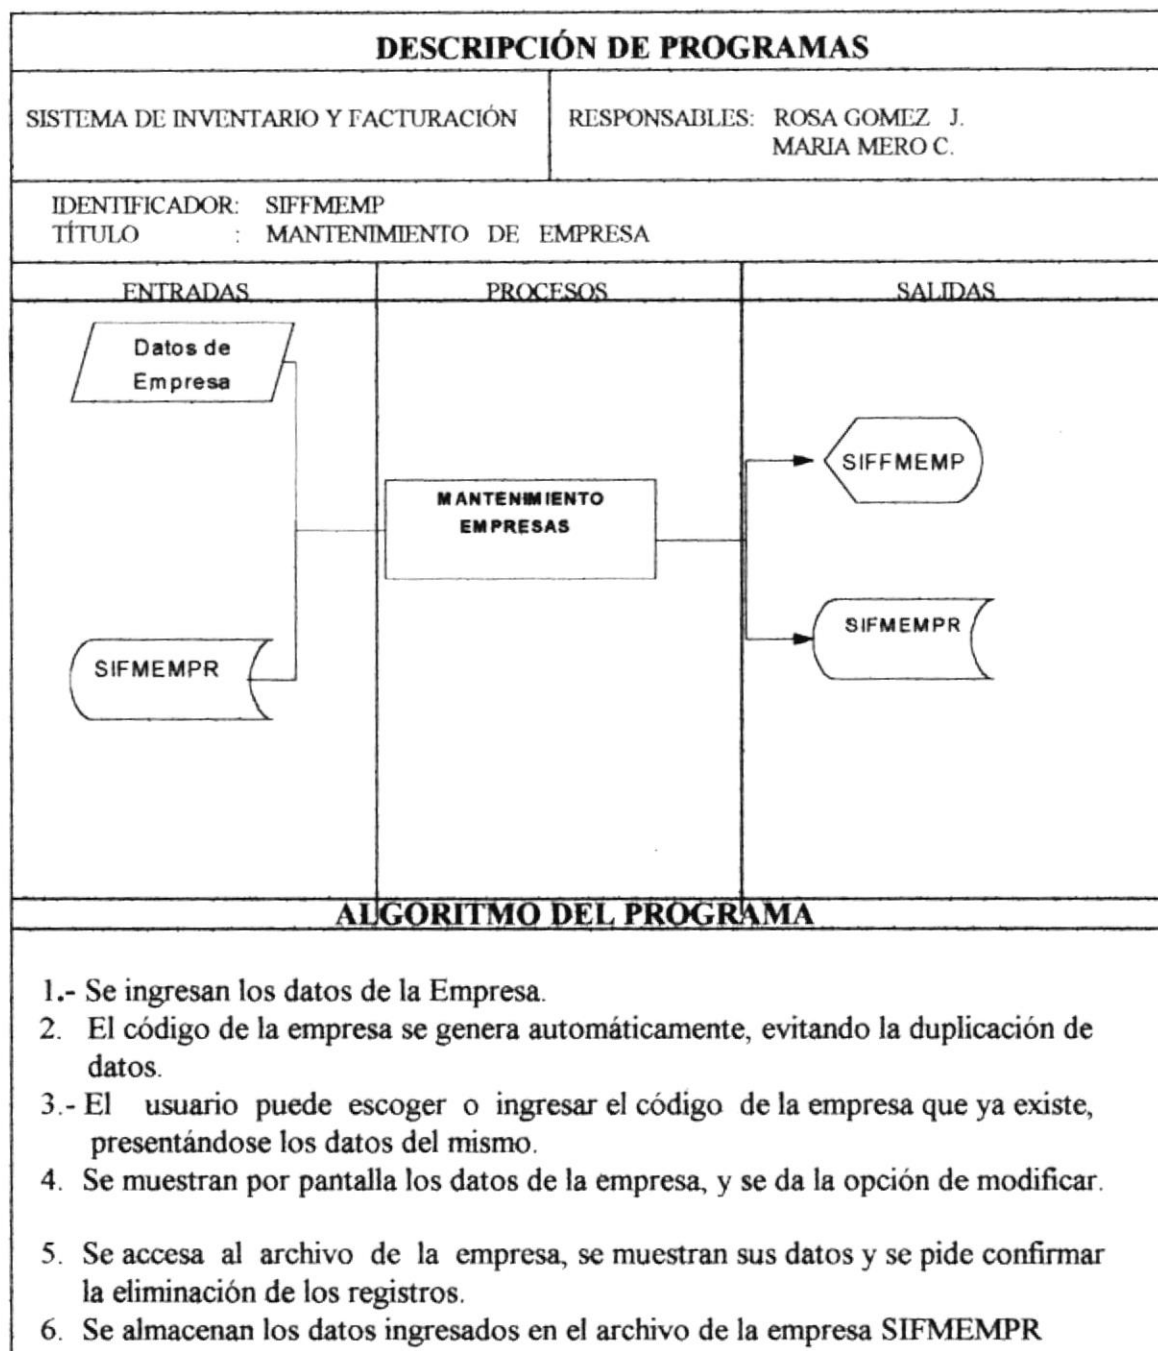 DESCRIPCIÓN DE PROGRAMAS
SISTEMA DE INVENTARIO Y FACTURACIÓN
RESPONSABLES: ROSA GOMEZ J.
MARIA MERO C.
IDENTIFICADOR: SIFFMEMP
TÍTULO : MANTENIMIENTO DE EMPRESA
ENTRADAS
PROCESOS
SALIDAS
Datos de
Empresa
SIFFMEMP
MANTENIMIENTO
EMPRESAS
SIFMEMPR
SIFMEMPR
ALGORITMO DEL PROGRAMA
1.- Se ingresan los datos de la Empresa.
2. El código de la empresa se genera automáticamente, evitando la duplicación de
datos.
3.- El usuario puede escoger o ingresar el código de la empresa que ya existe,
presentándose los datos del mismo.
4. Se muestran por pantalla los datos de la empresa, y se da la opción de modificar.
5. Se accesa al archivo de la empresa, se muestran sus datos y se pide confirmar
la eliminación de los registros.
6. Se almacenan los datos ingresados en el archivo de la empresa SIFMEMPR